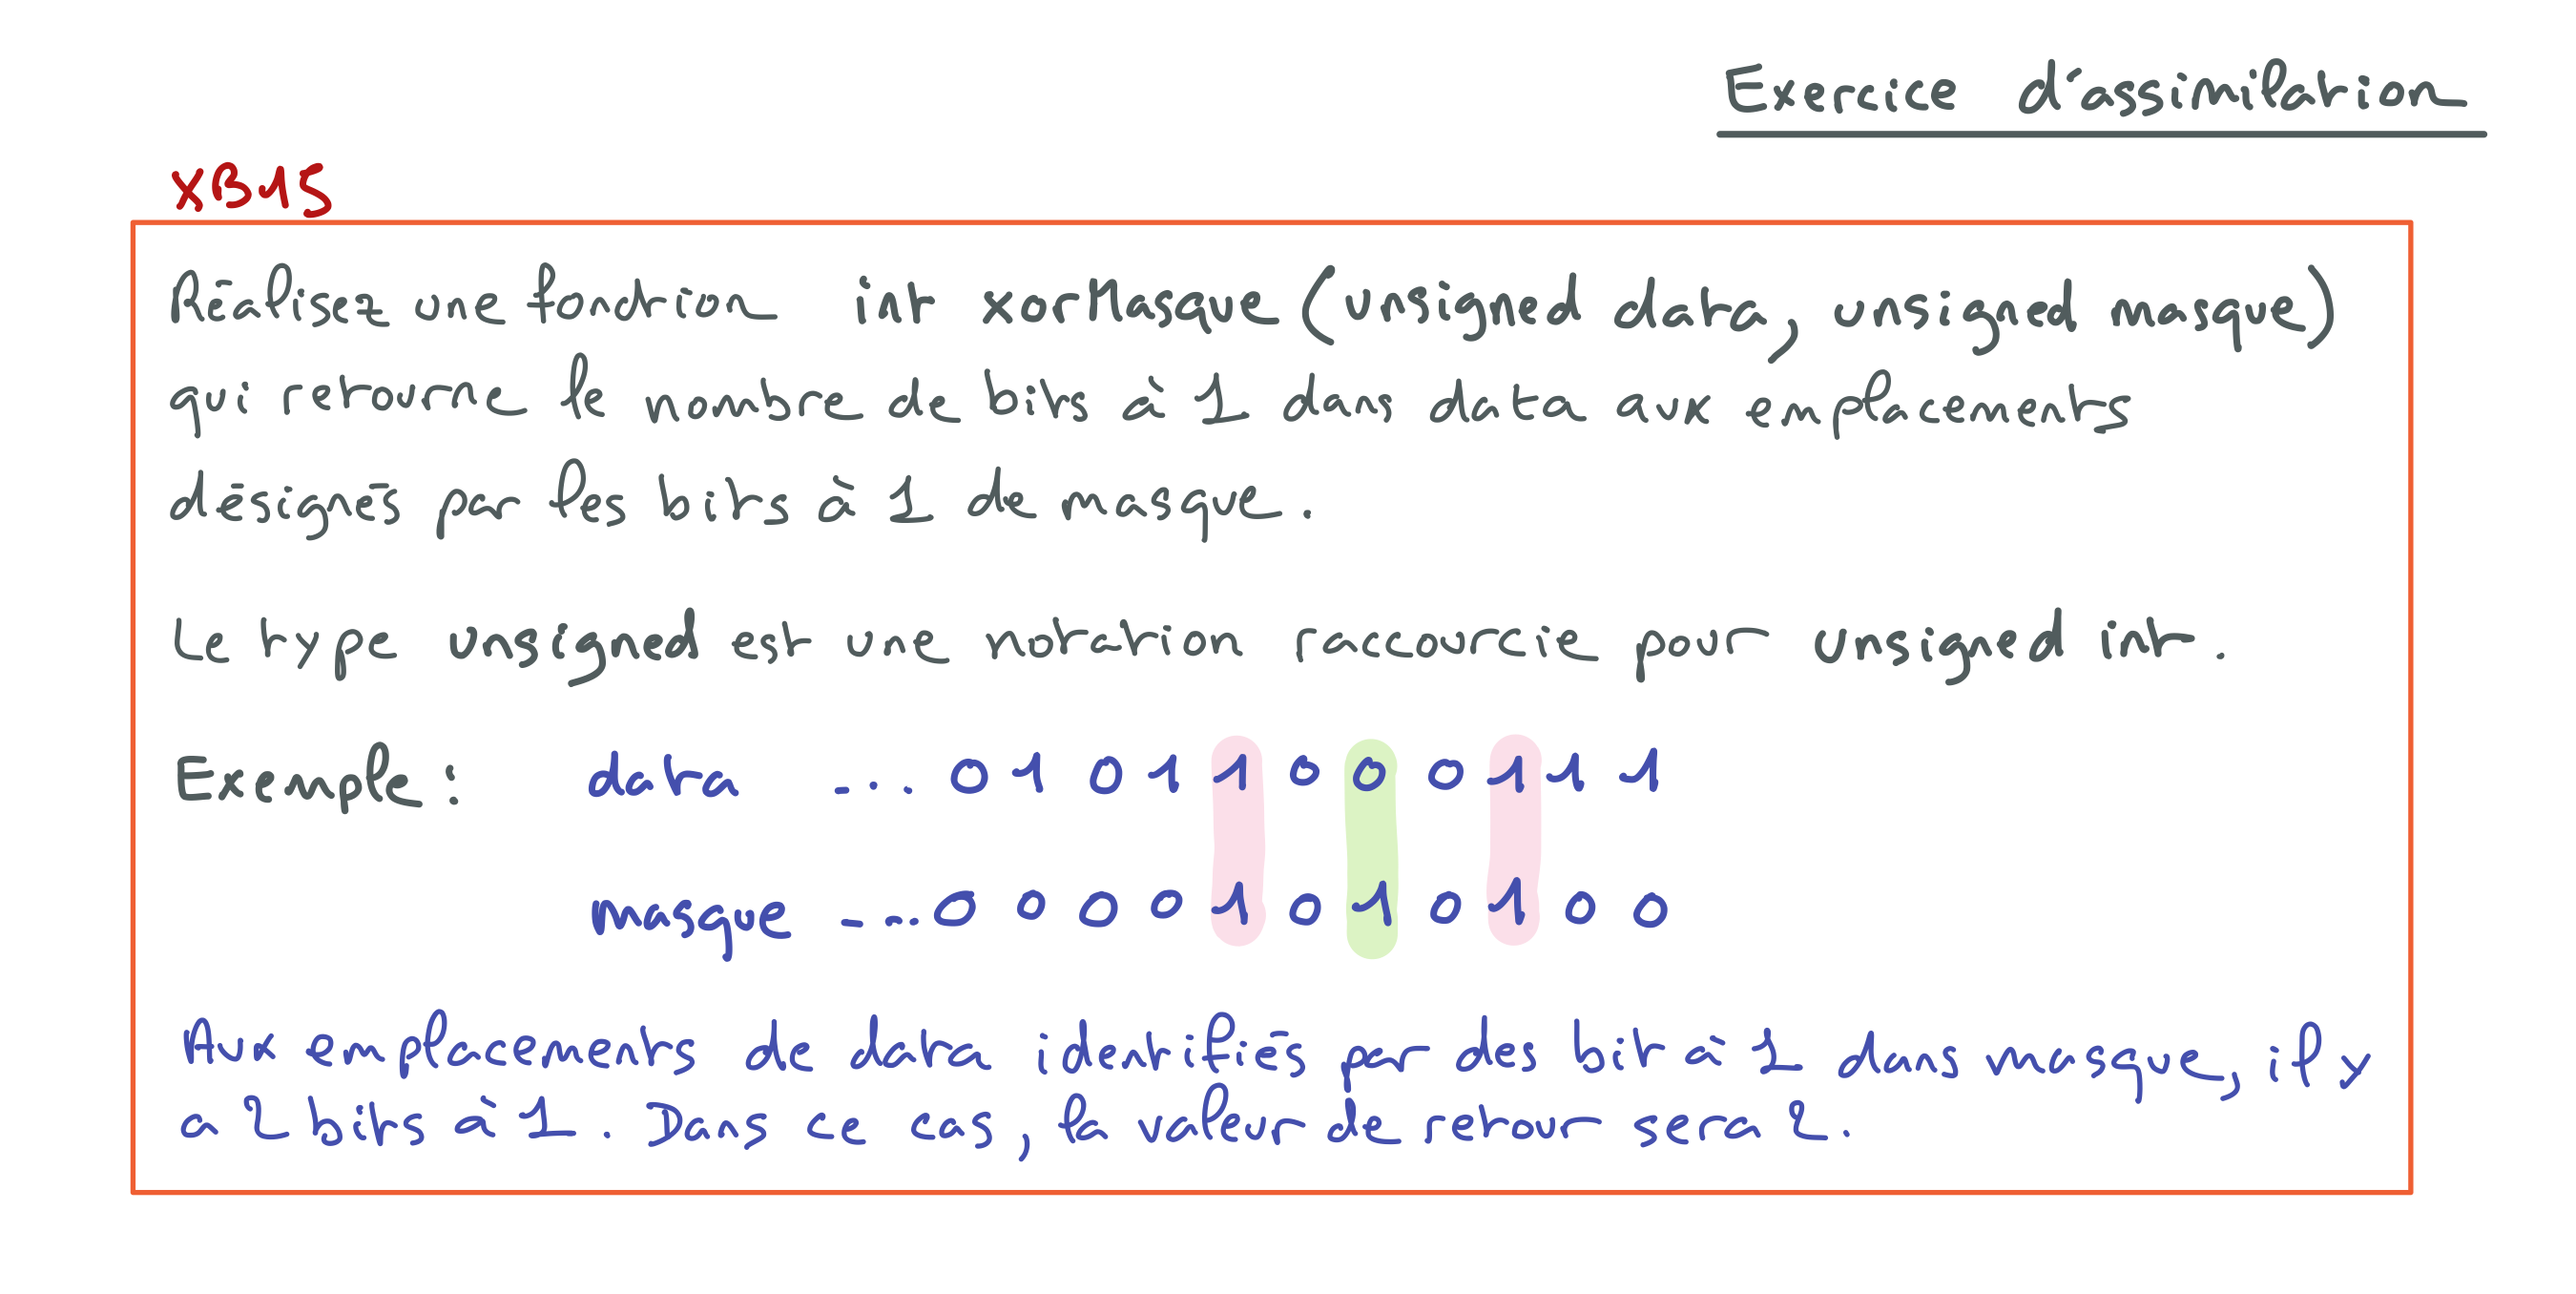 Exercice d'assimilation
XB15
Réalisez une fonction int xorMasque (unsigned data, unsigned masque)
qui retourne le nombre de bits à 1 dans data aux emplacements
désignés par les bits à 1 de masque.
Le type unsigned est une notation raccourcie pour unsigned int.
Exemple : data ... 0 1 0 1 1 0 0 0 1 1 1
masque ... 0 0 0 0 1 0 1 0 1 0 0
Aux emplacements de data identifiés par des bit à 1 dans masque, il y
a 2 bits à 1. Dans ce cas, la valeur de retour sera 2.